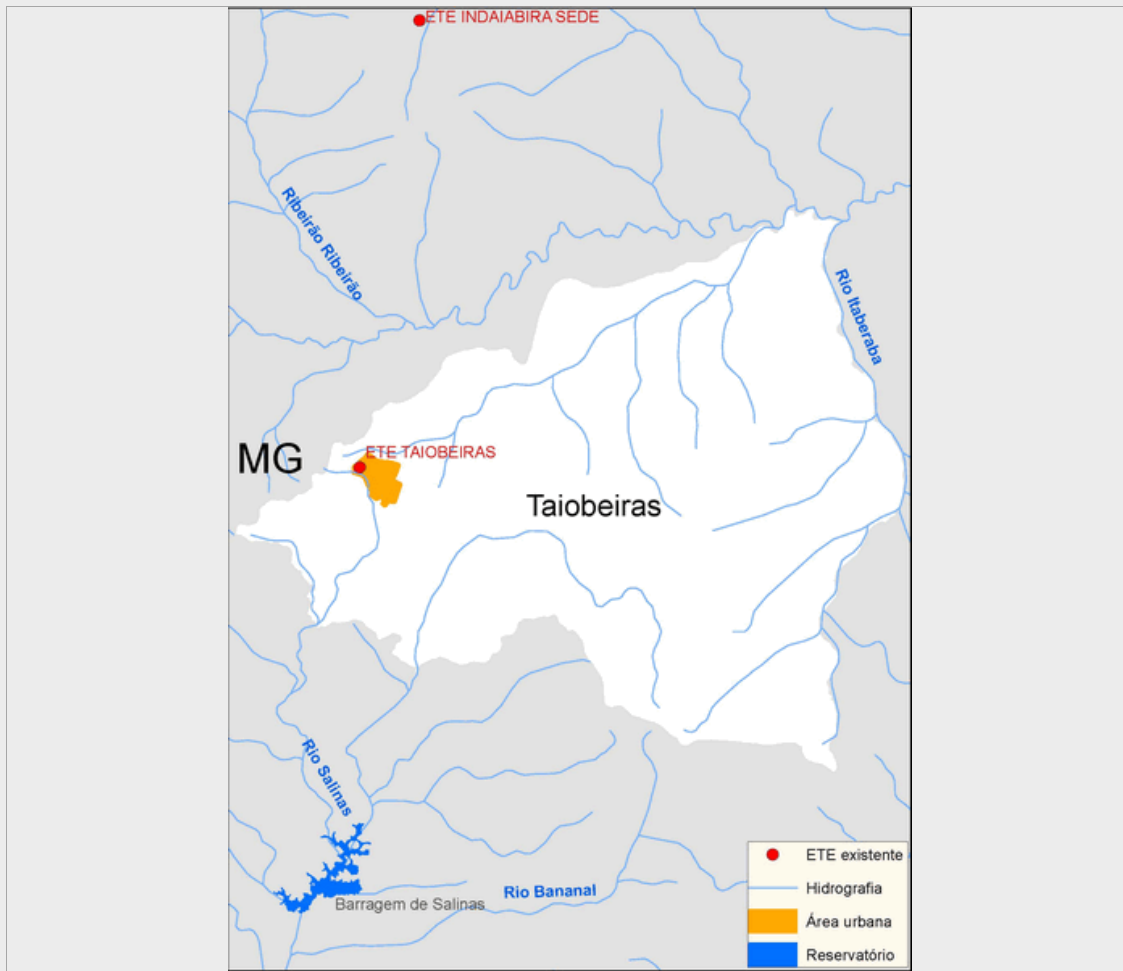 ETE INDAIABIRA SEDE
Ribeirão Ribeirão
Rio Itaberaba
MG
ETE TAIOBEIRAS
Taiobeiras
Rio Salinas
Rio Bananal
Barragem de Salinas
ETE existente
Hidrografia
Área urbana
Reservatório